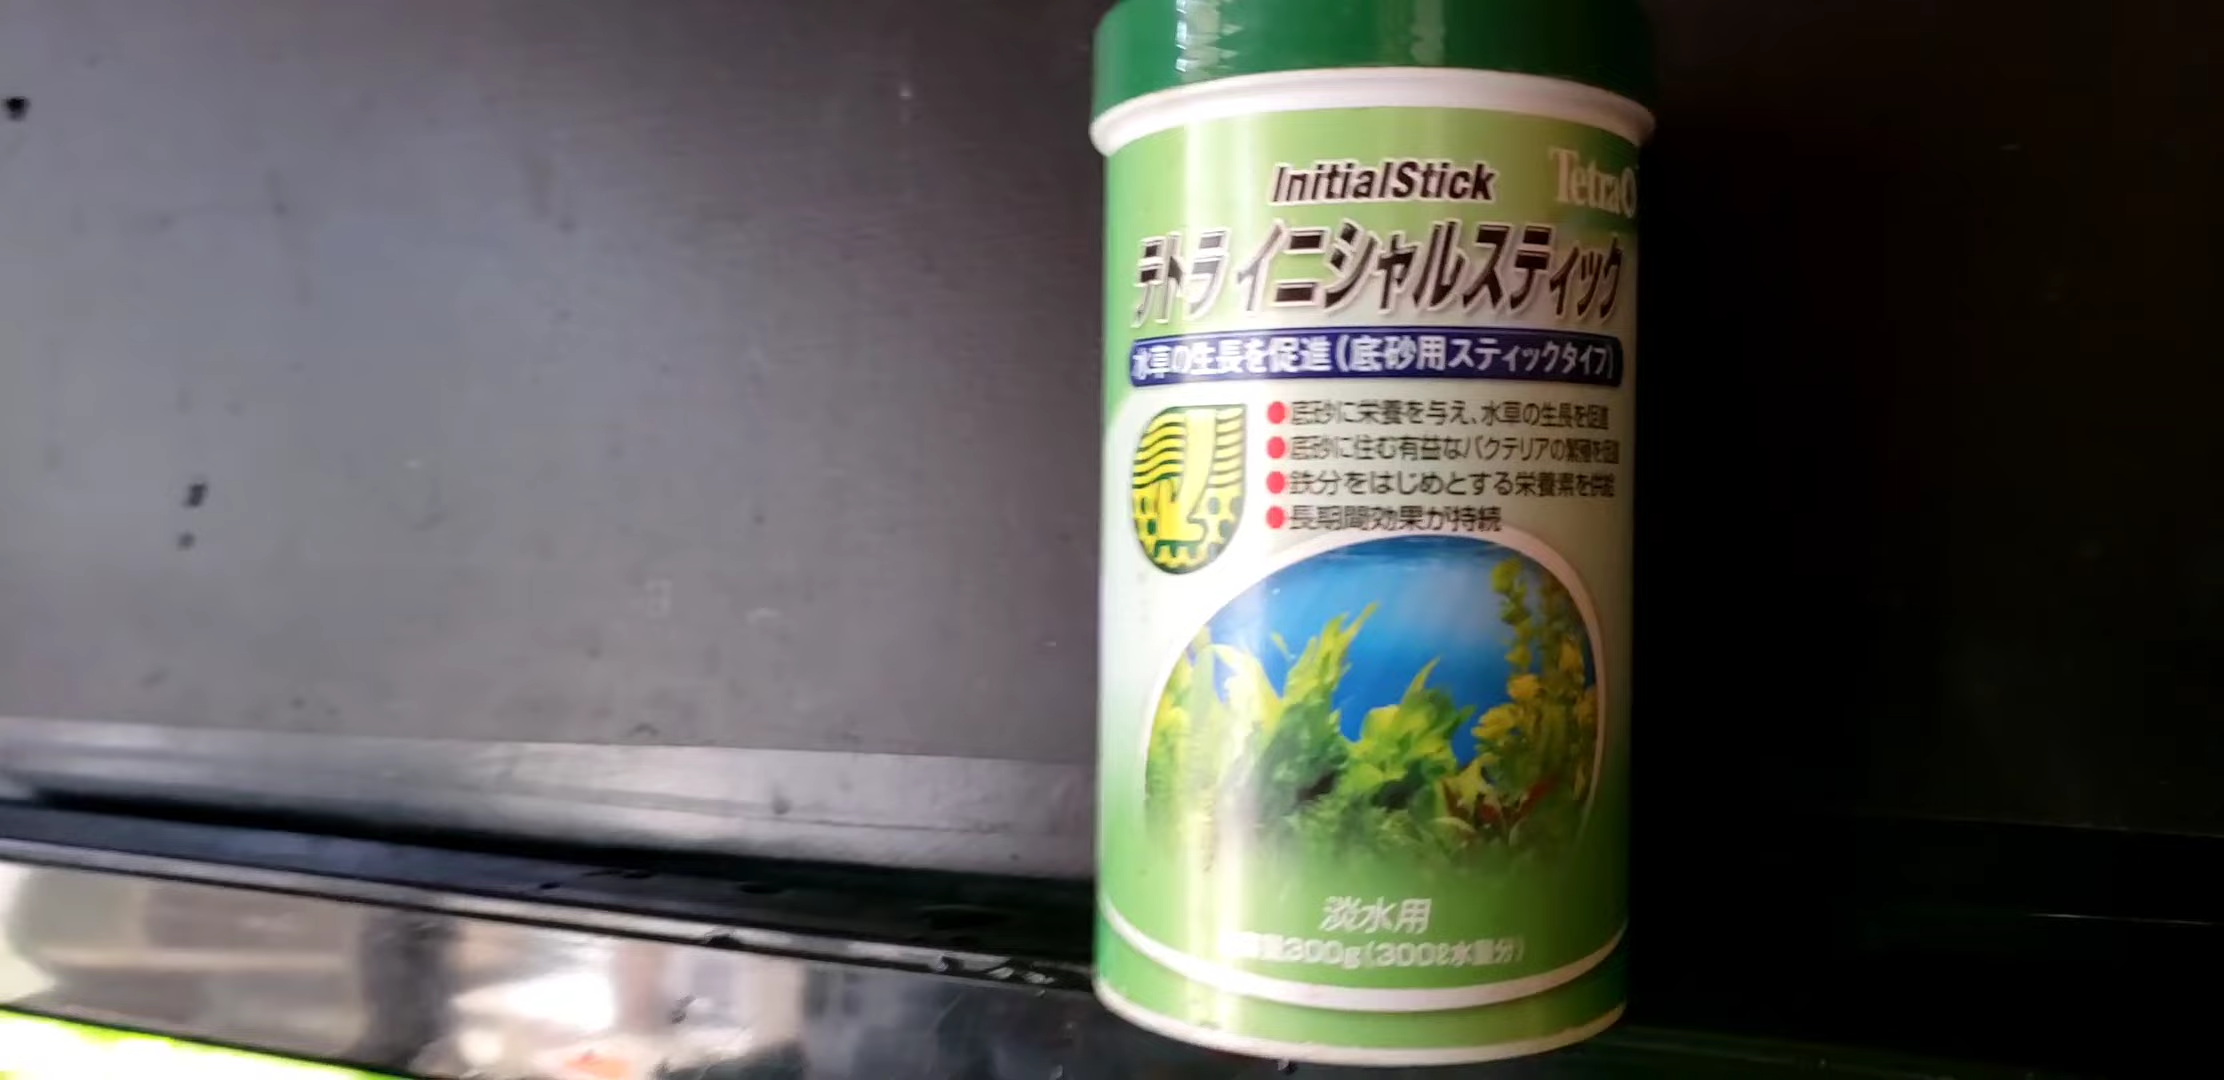 InitialStick
Tetra
テトラ イニシャルスティック
水草の生長を促進(底砂用スティックタイプ)
●底砂に栄養を与え、水草の生長を促進
●底砂に住む有益なバクテリアの繁殖を促進
●鉄分をはじめとする栄養素を供給
●長期間効果が持続
淡水用
300g(300ℓ水量分)